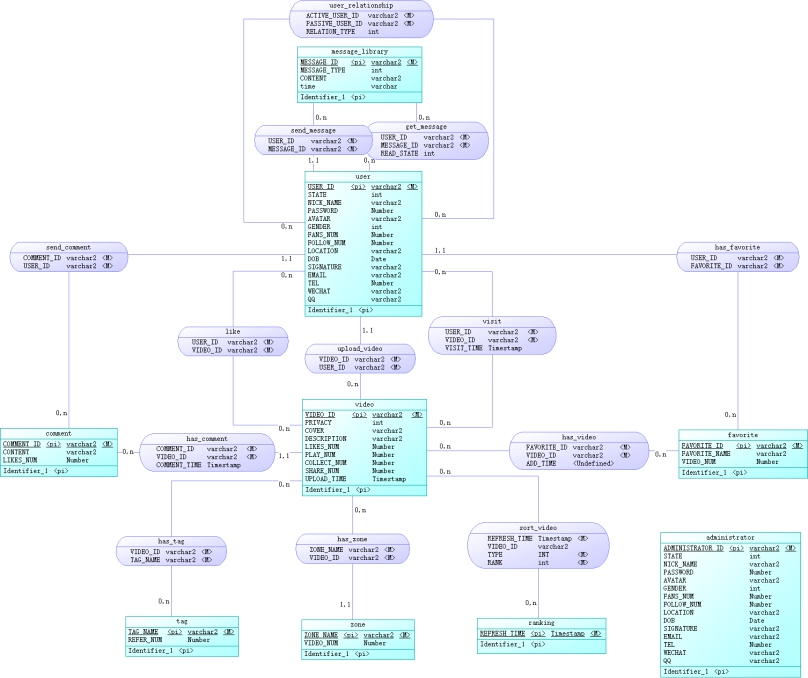 user_relationship
ACTIVE_USER_ID varchar2 <M>
PASSIVE_USER_ID varchar2 <M>
RELATION_TYPE int
message_library
MESSAGE_ID <pi> varchar2 <M>
MESSAGE_TYPE int
CONTENT varchar2
time varchar
Identifier_1 <pi>
0,n
0,n
send_message
USER_ID varchar2 <M>
MESSAGE_ID varchar2 <M>
get_message
USER_ID varchar2 <M>
MESSAGE_ID varchar2 <M>
READ_STATE int
1,1
0,n
user
USER_ID <pi> varchar2 <M>
STATE int
NICK_NAME varchar2
PASSWORD Number
AVATAR varchar2
GENDER int
FANS_NUM Number
FOLLOW_NUM Number
LOCATION varchar2
DOB Date
SIGNATURE varchar2
EMAIL varchar2
TEL Number
WECHAT varchar2
QQ varchar2
Identifier_1 <pi>
0,n
0,n
1,1
1,1
0,n
0,n
1,1
send_comment
COMMENT_ID varchar2 <M>
USER_ID varchar2 <M>
has_favorite
USER_ID varchar2 <M>
FAVORITE_ID varchar2 <M>
like
USER_ID varchar2 <M>
VIDEO_ID varchar2 <M>
visit
USER_ID varchar2 <M>
VIDEO_ID varchar2 <M>
VISIT_TIME Timestamp
upload_video
VIDEO_ID varchar2 <M>
USER_ID varchar2 <M>
0,n
0,n
0,n
video
VIDEO_ID <pi> varchar2 <M>
PRIVACY int
COVER varchar2
DESCRIPTION varchar2
LIKES_NUM Number
PLAY_NUM Number
COLLECT_NUM Number
SHARE_NUM Number
UPLOAD_TIME Timestamp
Identifier_1 <pi>
0,n
0,n
0,n
0,n
1,1
0,n
comment
COMMENT_ID <pi> varchar2 <M>
CONTENT varchar2
LIKES_NUM Number
Identifier_1 <pi>
0,n
has_comment
COMMENT_ID varchar2 <M>
VIDEO_ID varchar2 <M>
COMMENT_TIME Timestamp
has_video
FAVORITE_ID varchar2 <M>
VIDEO_ID varchar2 <M>
ADD_TIME <Undefined>
0,n
favorite
FAVORITE_ID <pi> varchar2 <M>
FAVORITE_NAME varchar2
VIDEO_NUM Number
Identifier_1 <pi>
0,n
has_tag
VIDEO_ID varchar2 <M>
TAG_NAME varchar2 <M>
has_zone
ZONE_NAME varchar2 <M>
VIDEO_ID varchar2 <M>
sort_video
REFRESH_TIME Timestamp <M>
VIDEO_ID varchar2
TYPE INT <M>
RANK int <M>
0,n
1,1
0,n
tag
TAG_NAME <pi> varchar2 <M>
REFER_NUM Number
Identifier_1 <pi>
zone
ZONE_NAME <pi> varchar2 <M>
VIDEO_NUM Number
Identifier_1 <pi>
ranking
REFRESH_TIME <pi> Timestamp <M>
Identifier_1 <pi>
administrator
ADMINISTRATOR_ID <pi> varchar2 <M>
STATE int
NICK_NAME varchar2
PASSWORD Number
AVATAR varchar2
GENDER int
FANS_NUM Number
FOLLOW_NUM Number
LOCATION varchar2
DOB Date
SIGNATURE varchar2
EMAIL varchar2
TEL Number
WECHAT varchar2
QQ varchar2
Identifier_1 <pi>